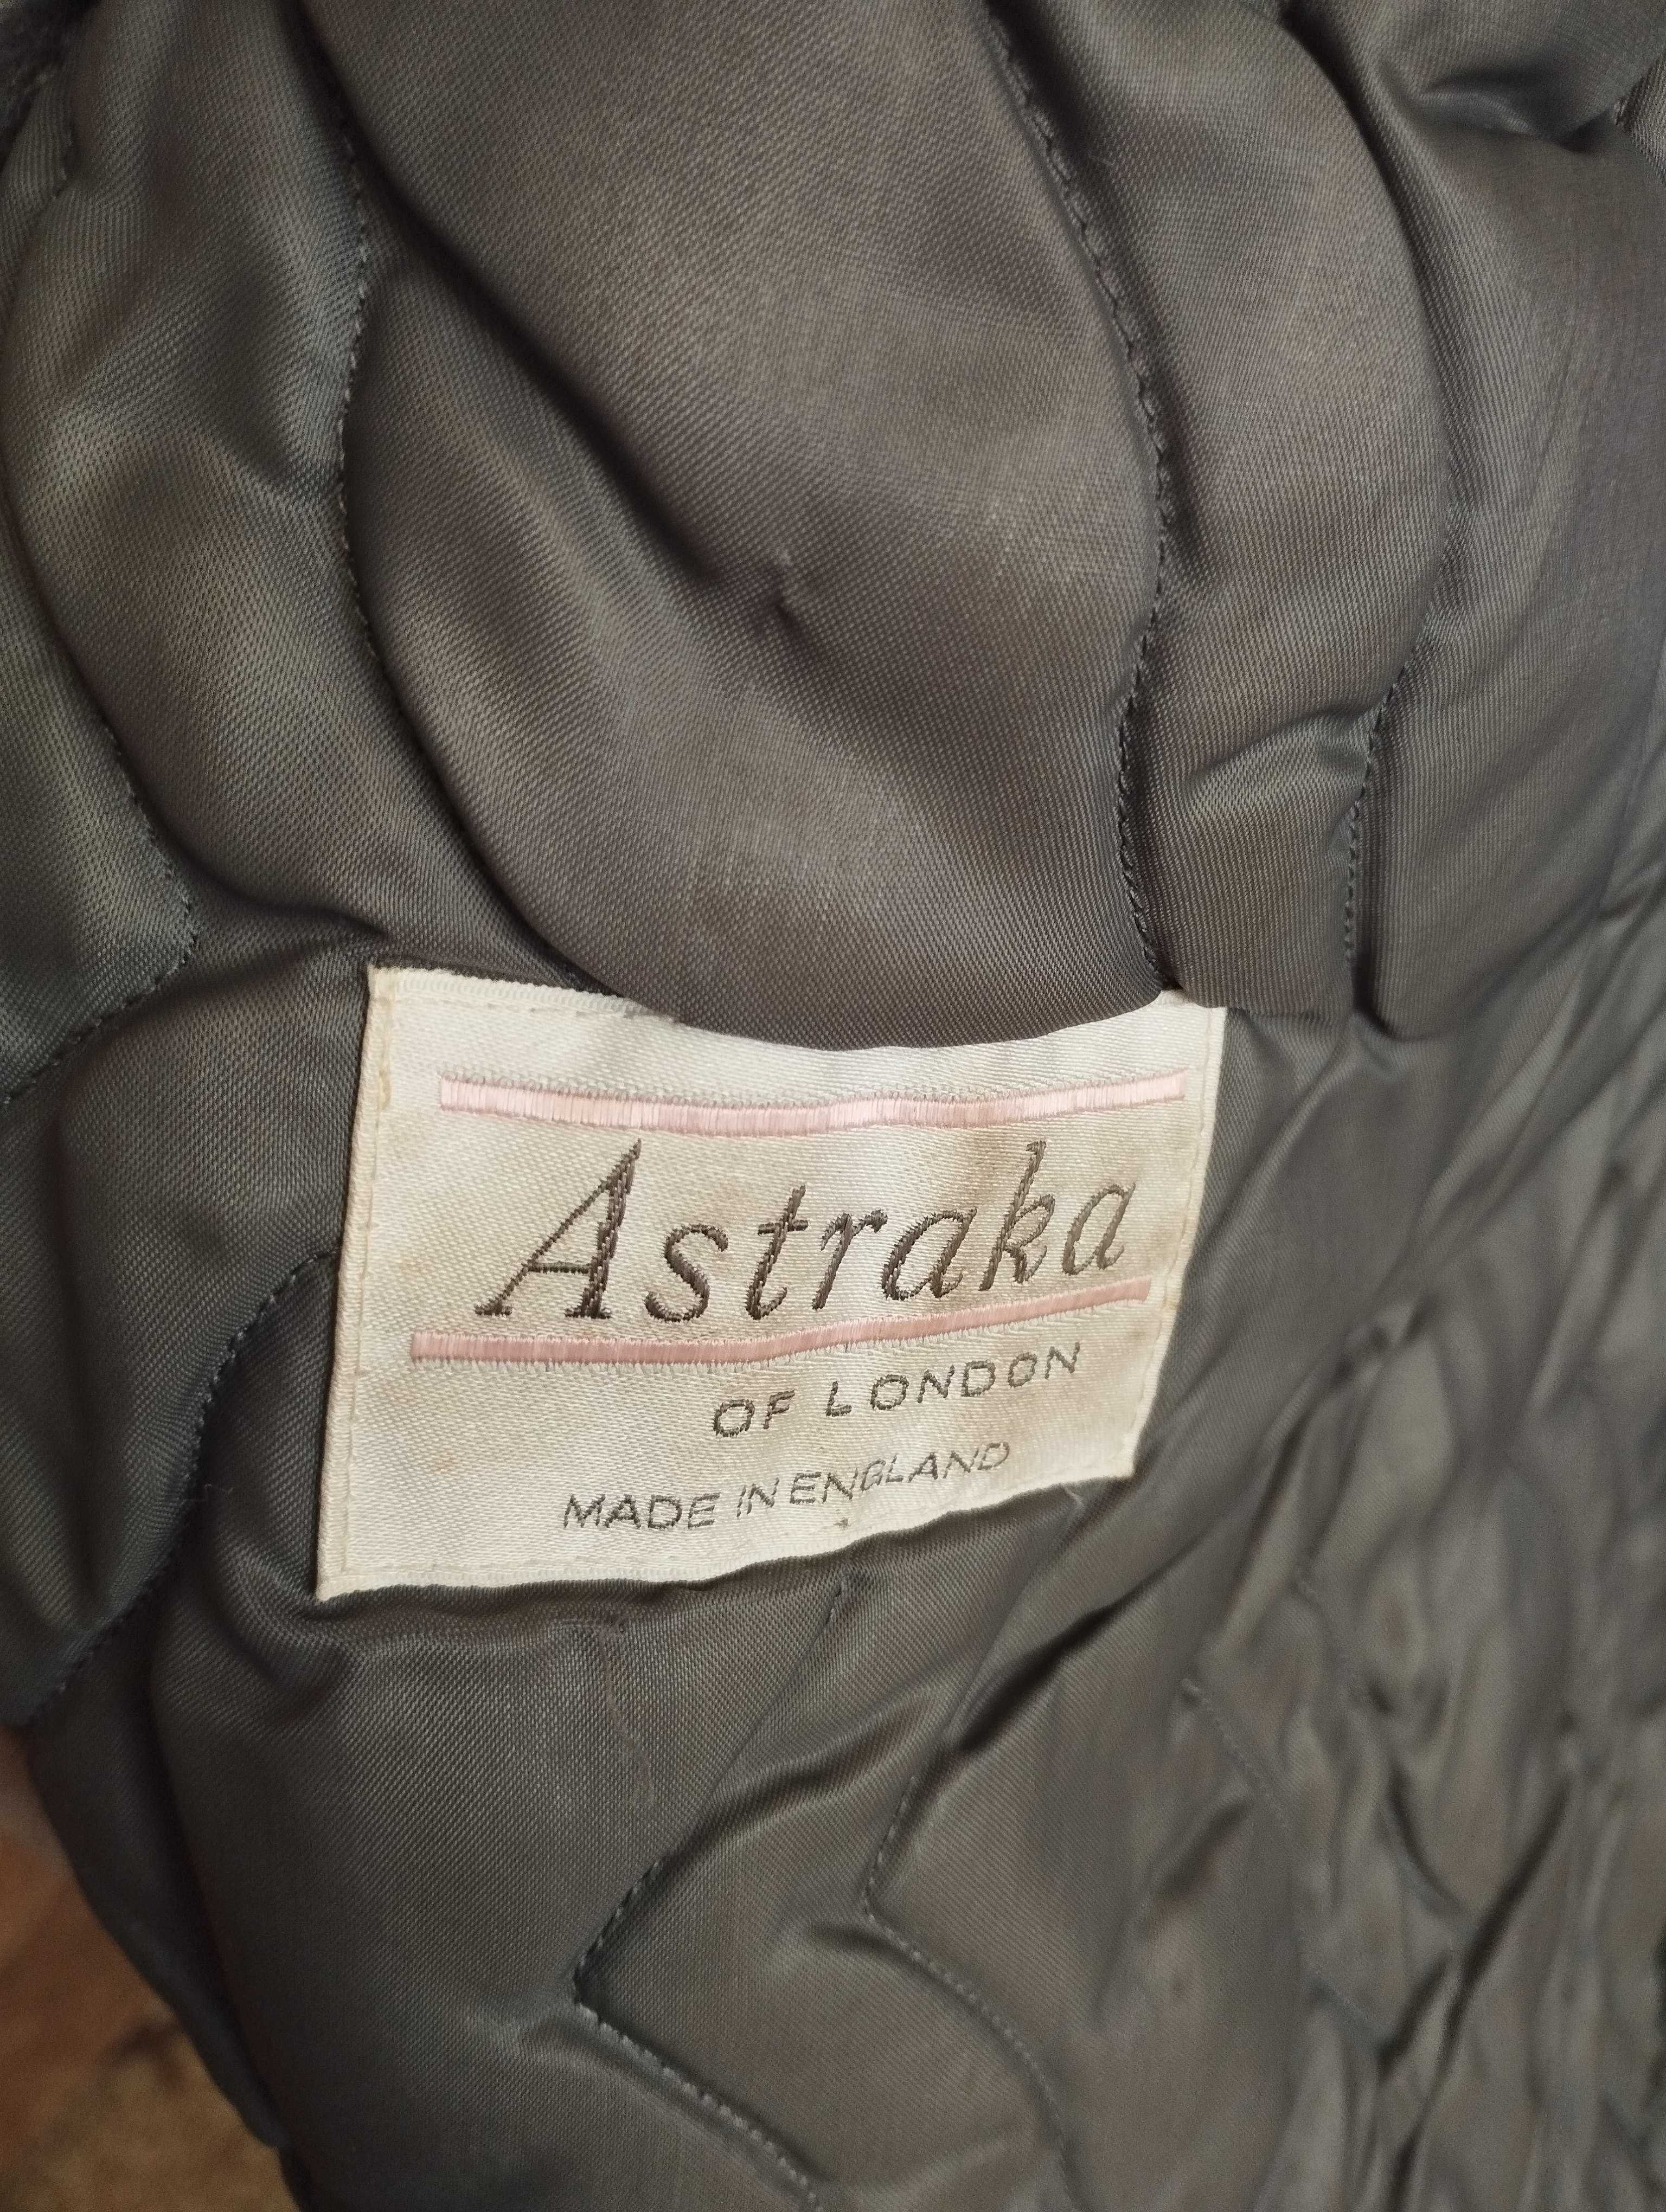 Astraka
OF LONDON
MADE IN ENGLAND